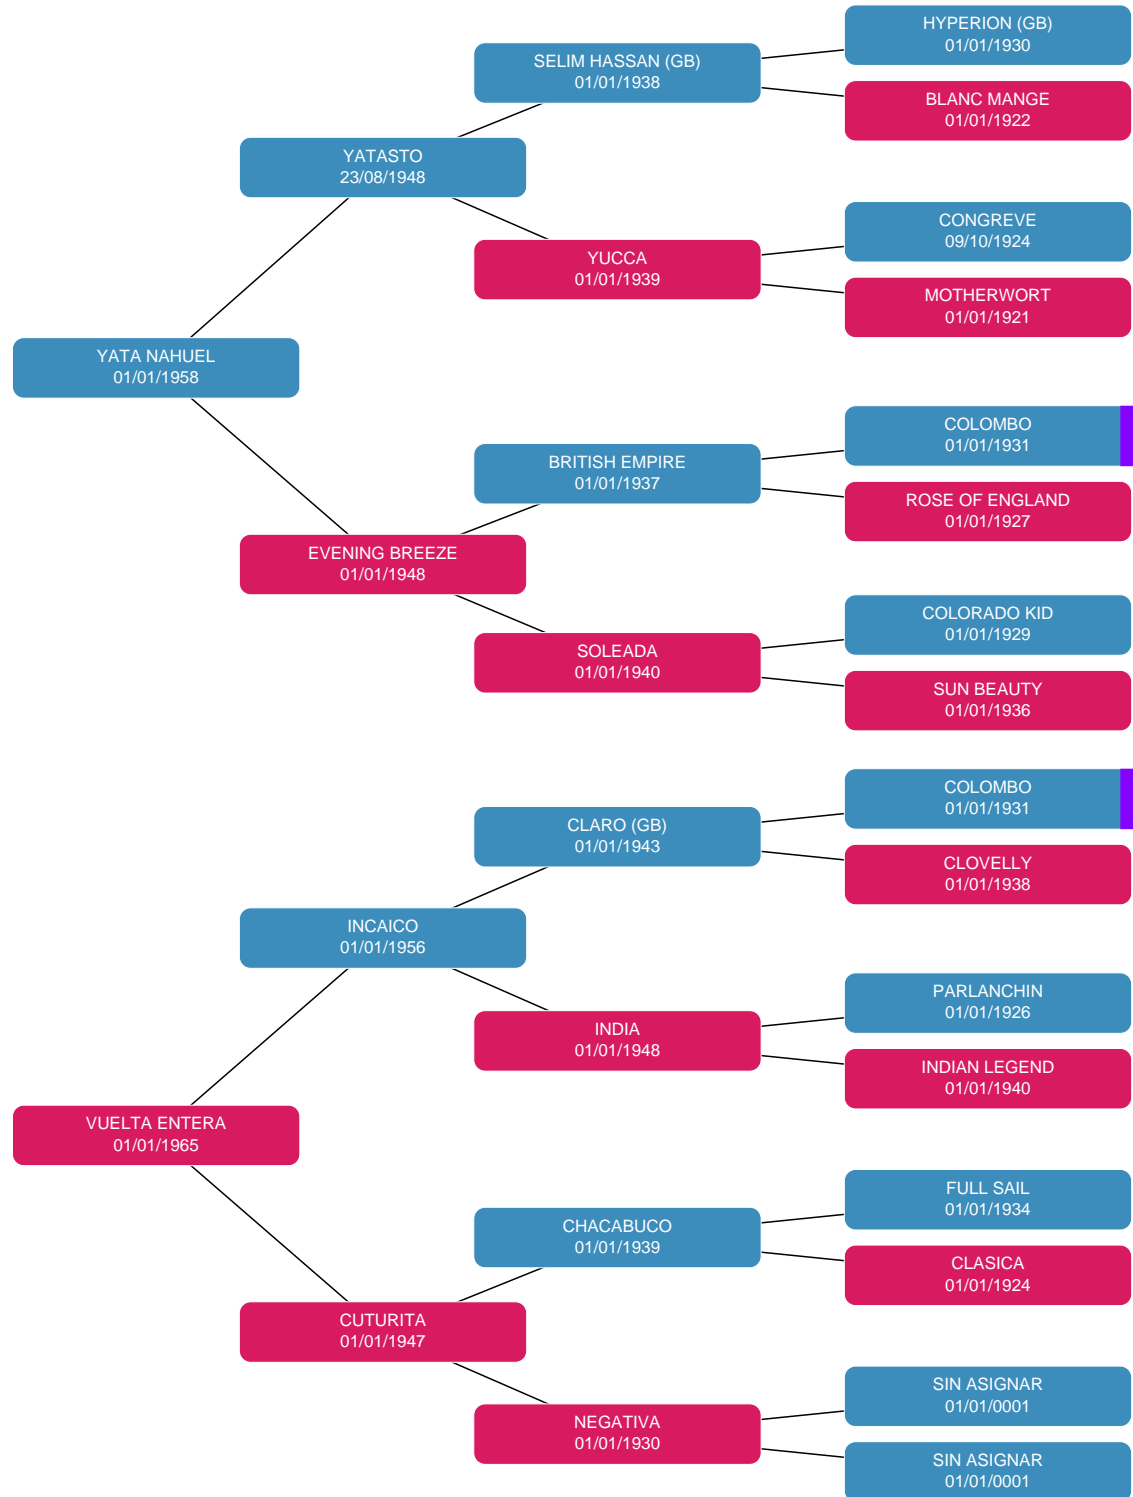 HYPERION (GB)
01/01/1930
SELIM HASSAN (GB)
01/01/1938
BLANC MANGE
01/01/1922
YATASTO
23/08/1948
CONGREVE
09/10/1924
YUCCA
01/01/1939
MOTHERWORT
01/01/1921
YATA NAHUEL
01/01/1958
COLOMBO
01/01/1931
BRITISH EMPIRE
01/01/1937
ROSE OF ENGLAND
01/01/1927
EVENING BREEZE
01/01/1948
COLORADO KID
01/01/1929
SOLEADA
01/01/1940
SUN BEAUTY
01/01/1936
COLOMBO
01/01/1931
CLARO (GB)
01/01/1943
CLOVELLY
01/01/1938
INCAICO
01/01/1956
PARLANCHIN
01/01/1926
INDIA
01/01/1948
INDIAN LEGEND
01/01/1940
VUELTA ENTERA
01/01/1965
FULL SAIL
01/01/1934
CHACABUCO
01/01/1939
CLASICA
01/01/1924
CUTURITA
01/01/1947
SIN ASIGNAR
01/01/0001
NEGATIVA
01/01/1930
SIN ASIGNAR
01/01/0001